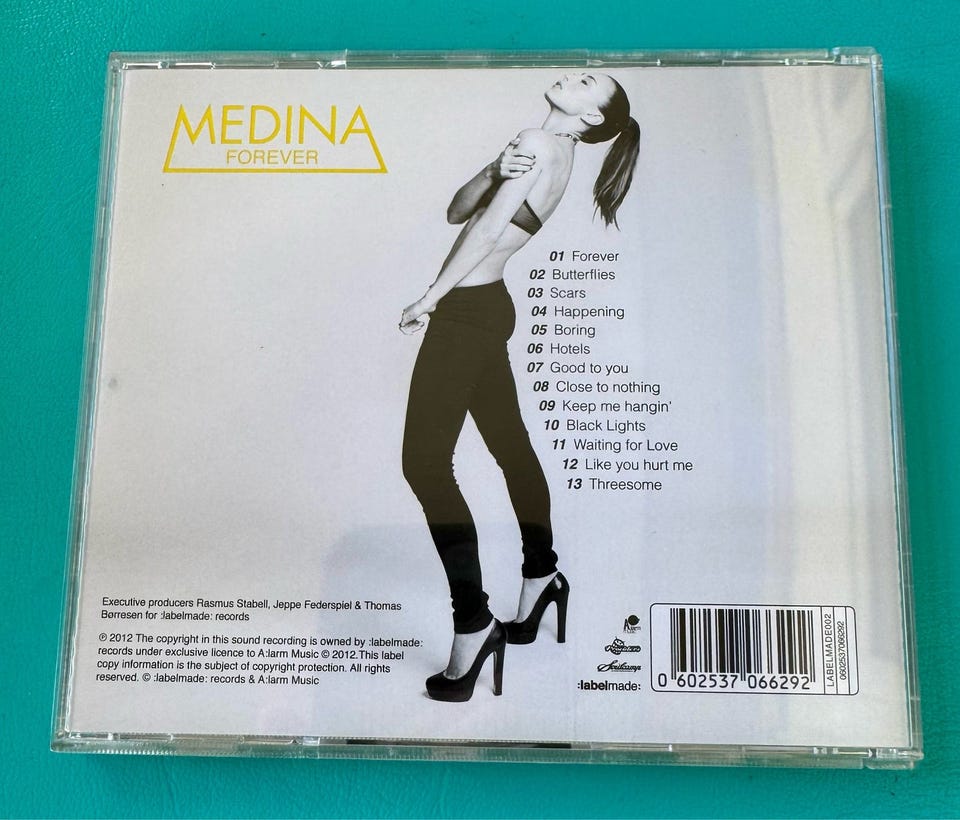 MEDINA
FOREVER
01 Forever
02 Butterflies
03 Scars
04 Happening
05 Boring
06 Hotels
07 Good to you
08 Close to nothing
09 Keep me hangin'
10 Black Lights
11 Waiting for Love
12 Like you hurt me
13 Threesome
Executive producers Rasmus Stabell, Jeppe Federspiel & Thomas
Børresen for :labelmade: records
℗ 2012 The copyright in this sound recording is owned by :labelmade:
records under exclusive licence to A:larm Music © 2012.This label
copy information is the subject of copyright protection. All rights
reserved. © :labelmade: records & A:larm Music
:labelmade:
0 602537 066292
LABELMADE002
0602537066292